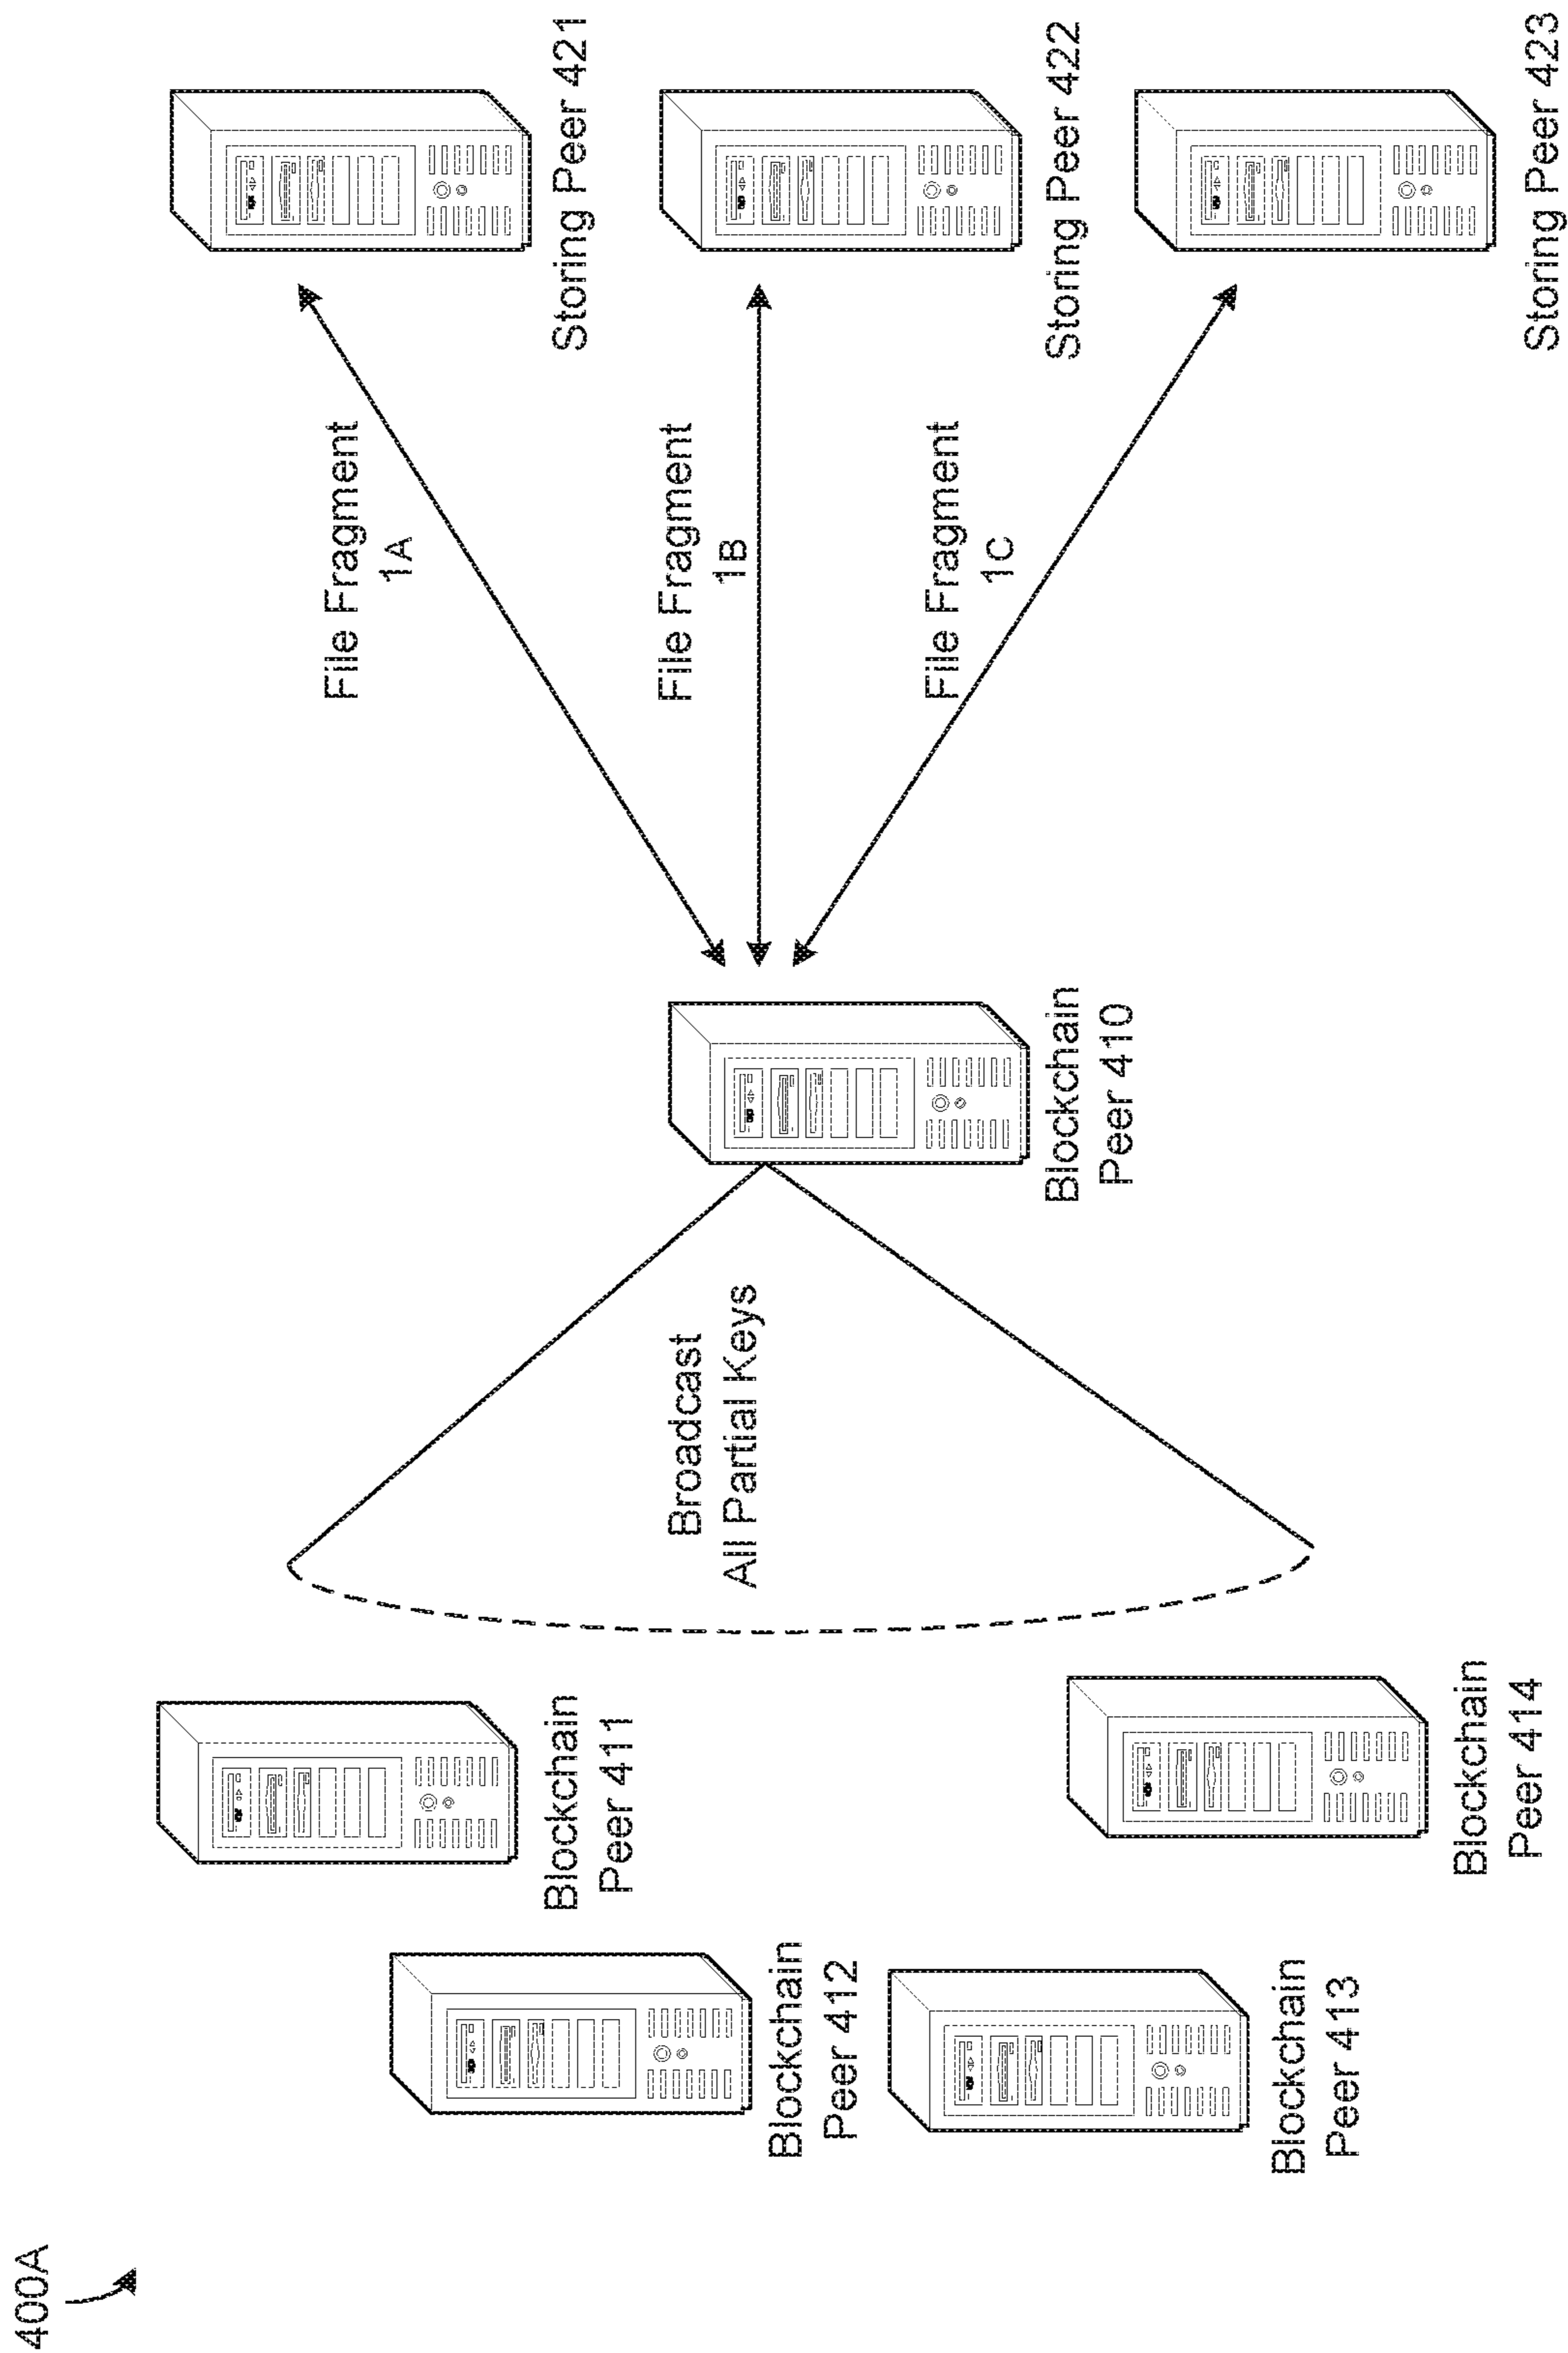 400A
Blockchain
Peer 411
Blockchain
Peer 412
Blockchain
Peer 413
Blockchain
Peer 414
Broadcast
All Partial Keys
Blockchain
Peer 410
File Fragment
1A
File Fragment
1B
File Fragment
1C
Storing Peer 421
Storing Peer 422
Storing Peer 423